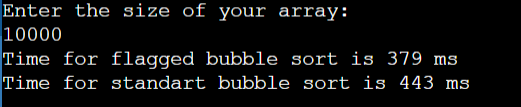 Enter the size of your array:
10000
Time for flagged bubble sort is 379 ms
Time for standart bubble sort is 443 ms